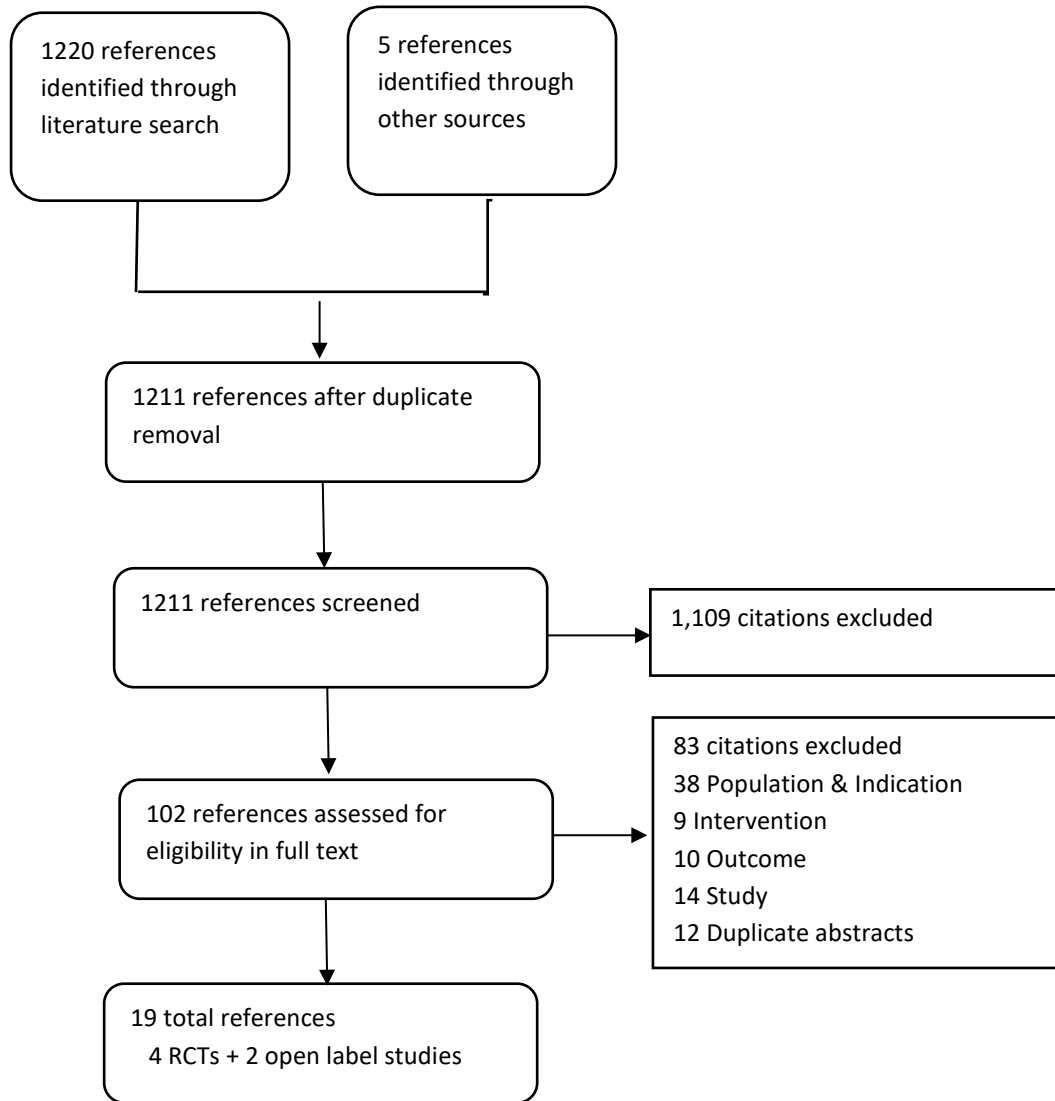 1220 references
identified through
literature search
5 references
identified through
other sources
1211 references after duplicate
removal
1211 references screened
1,109 citations excluded
102 references assessed for
eligibility in full text
83 citations excluded
38 Population & Indication
9 Intervention
10 Outcome
14 Study
12 Duplicate abstracts
19 total references
4 RCTs + 2 open label studies